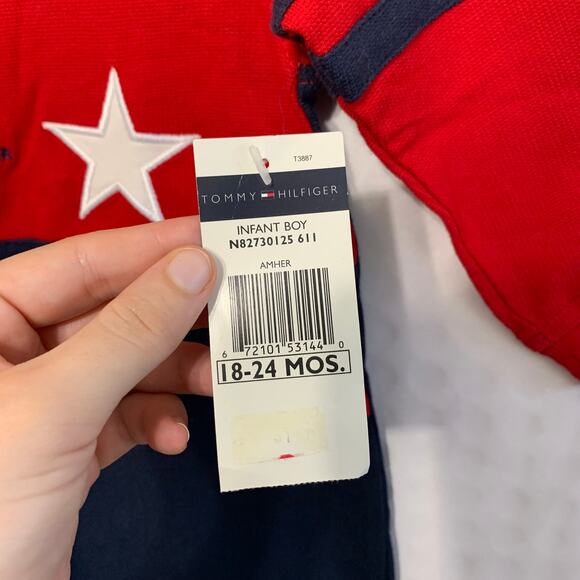 T3887
TOMMY HILFIGER
INFANT BOY
N82730125 611
AMHER
6 72101 53144 0
18-24 MOS.